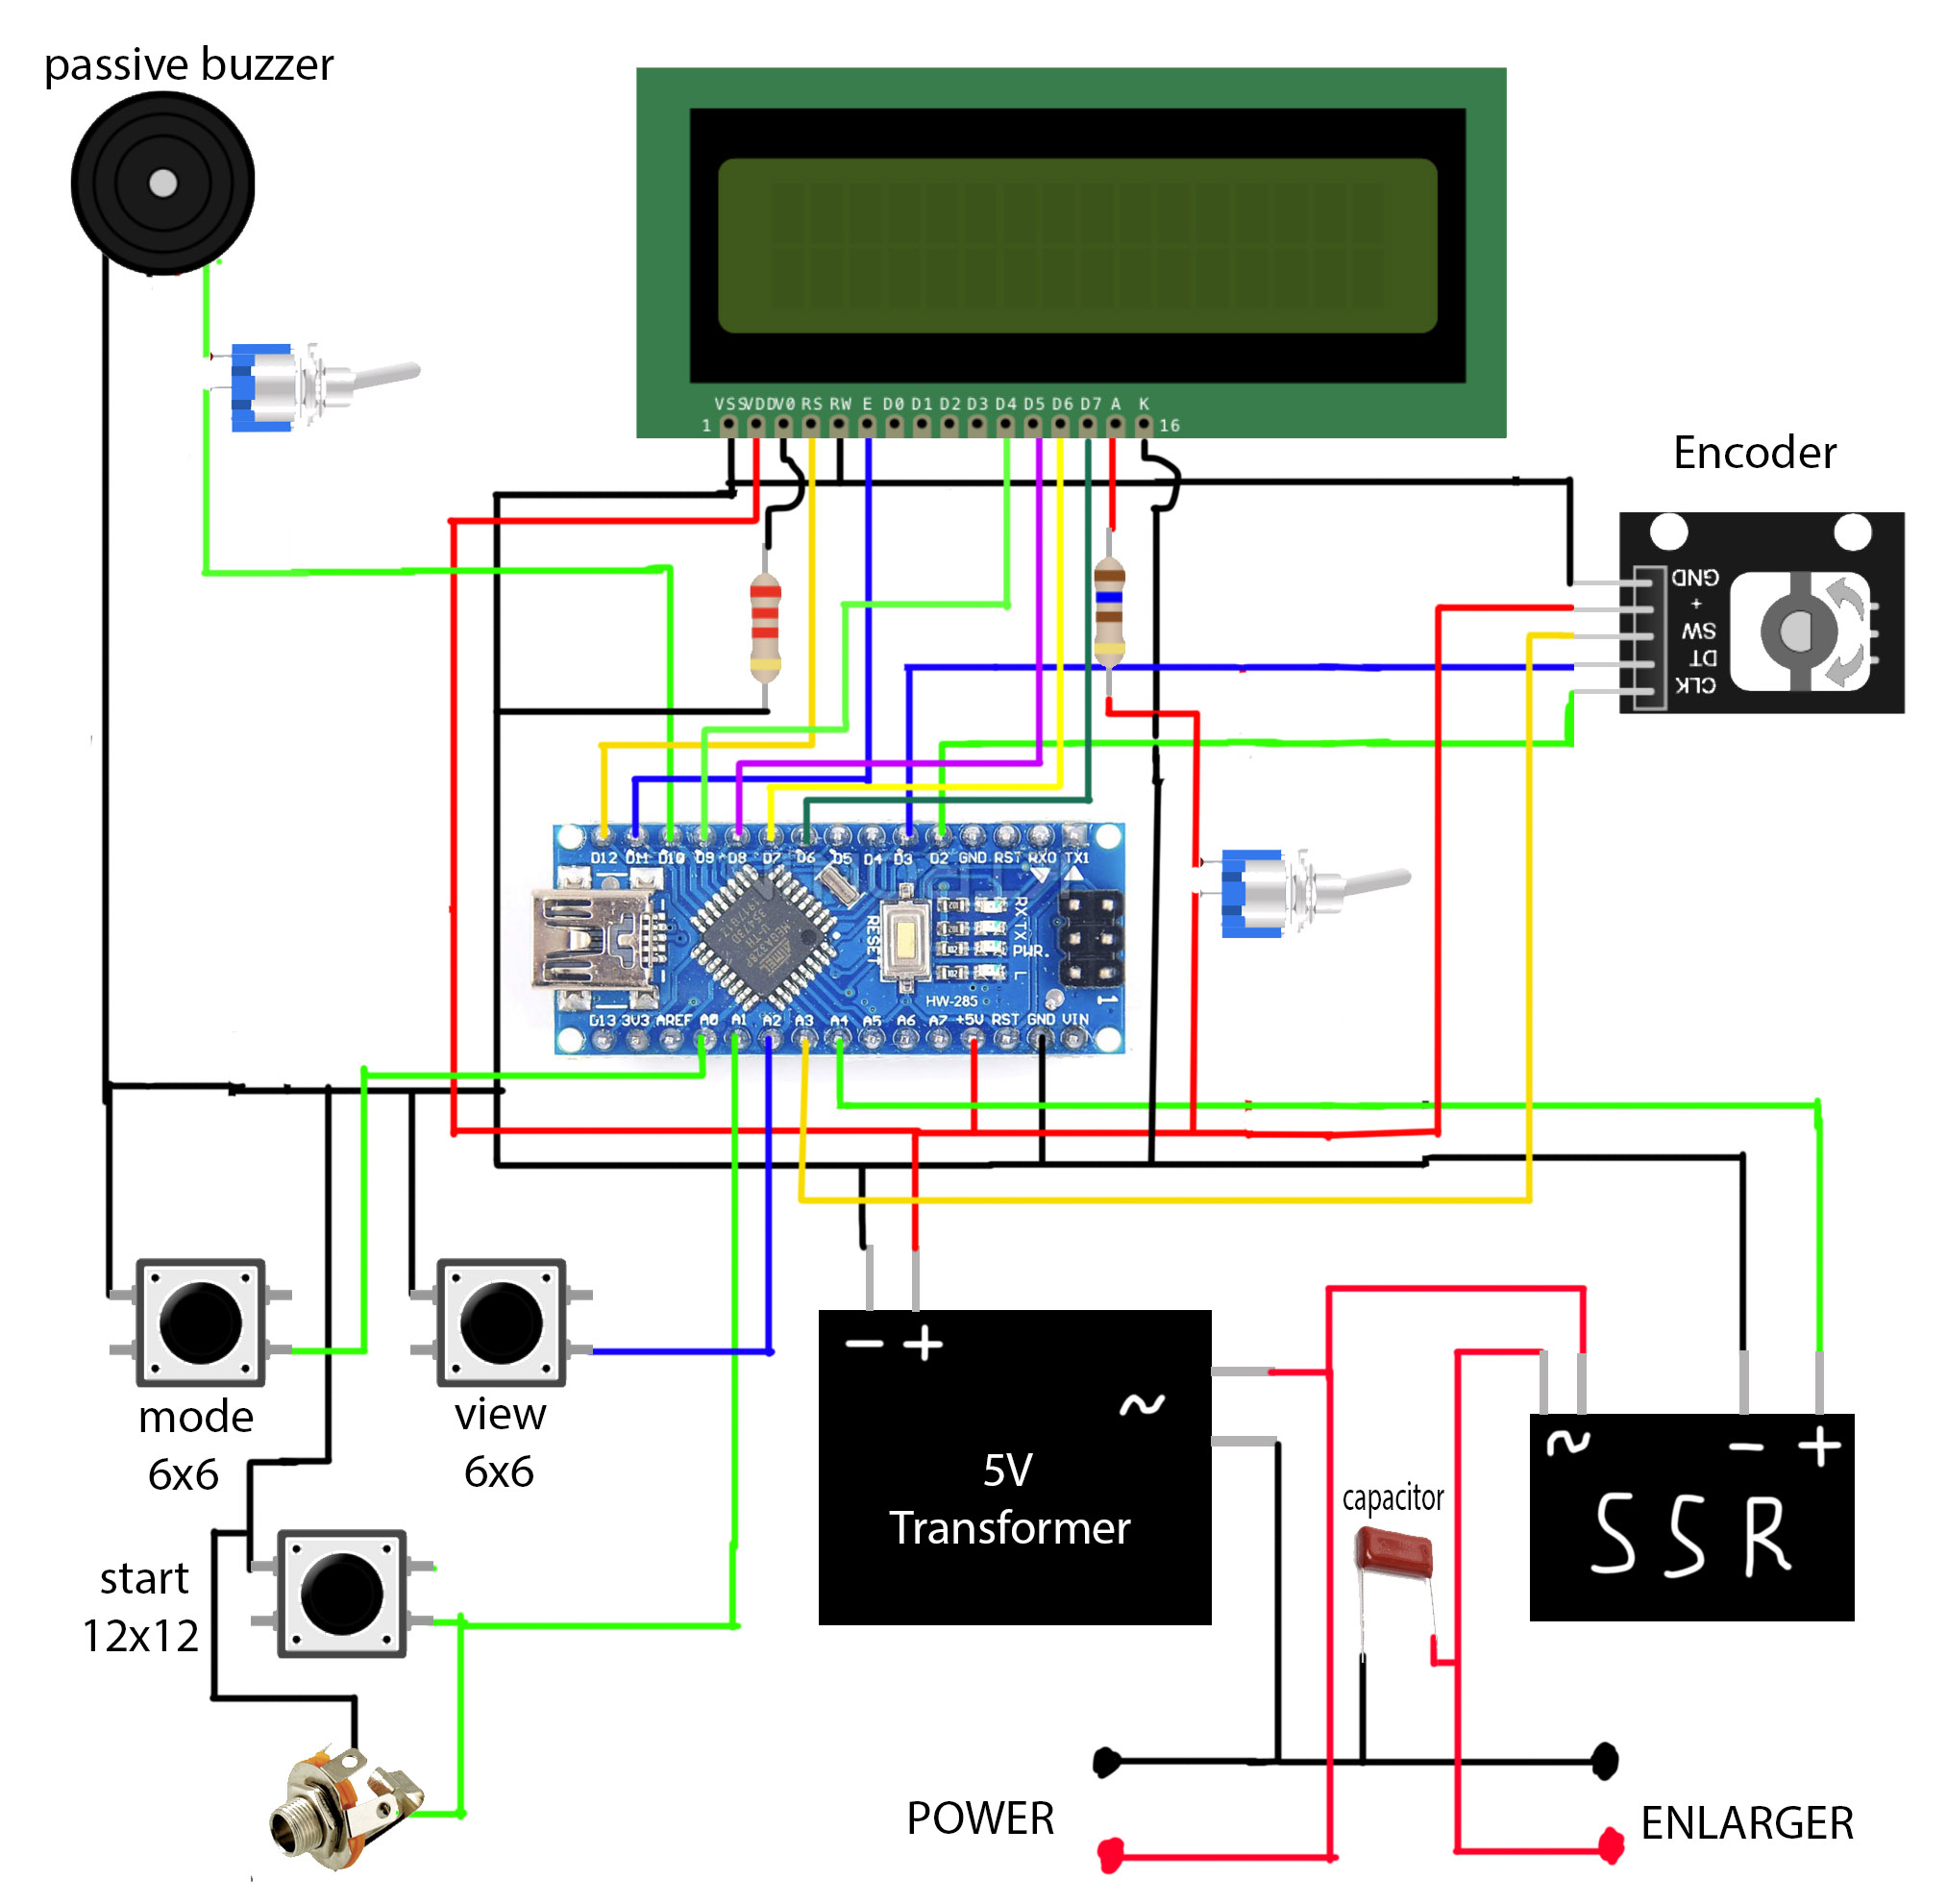 passive buzzer
VSS VDD V0 RS RW E D0 D1 D2 D3 D4 D5 D6 D7 A K
1 16
Encoder
GND
+
SW
DT
CLK
D12 D11 D10 D9 D8 D7 D6 D5 D4 D3 D2 GND RST RX0 TX1
RESET
RX
TX
PWR.
L
HW-285
1
D13 3V3 AREF A0 A1 A2 A3 A4 A5 A6 A7 +5V RST GND VIN
mode
6x6
view
6x6
start
12x12
− +
~
5V
Transformer
capacitor
~ − +
SSR
POWER
ENLARGER